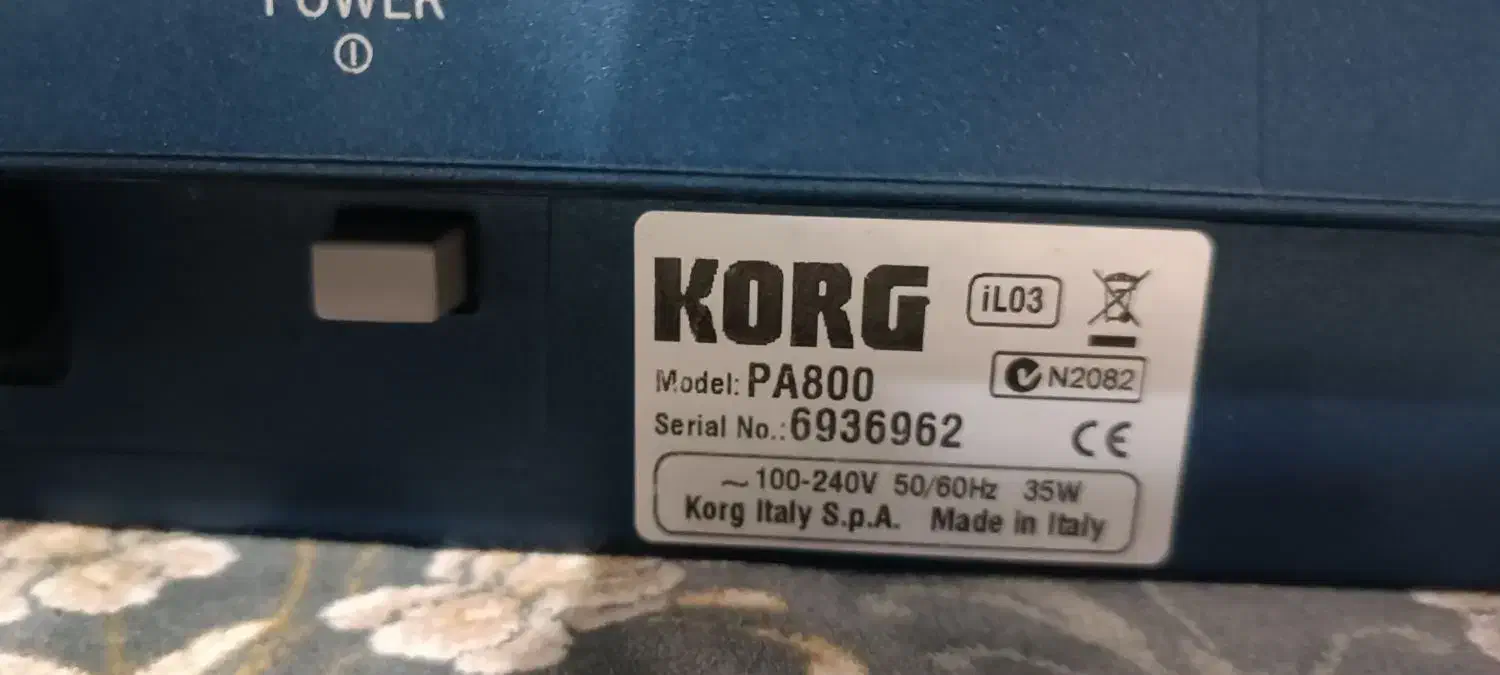 POWER
KORG
iL03
Model: PA800
N2082
Serial No.: 6936962
CE
~100-240V 50/60Hz 35W
Korg Italy S.p.A. Made in Italy